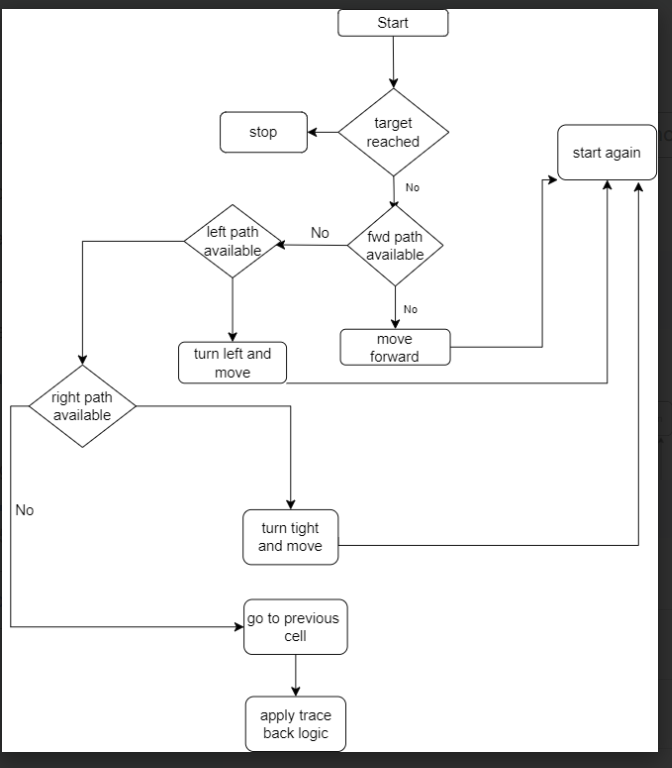 Start
target
reached
stop
start again
No
left path
available
No
fwd path
available
No
move
forward
turn left and
move
right path
available
No
turn tight
and move
go to previous
cell
apply trace
back logic